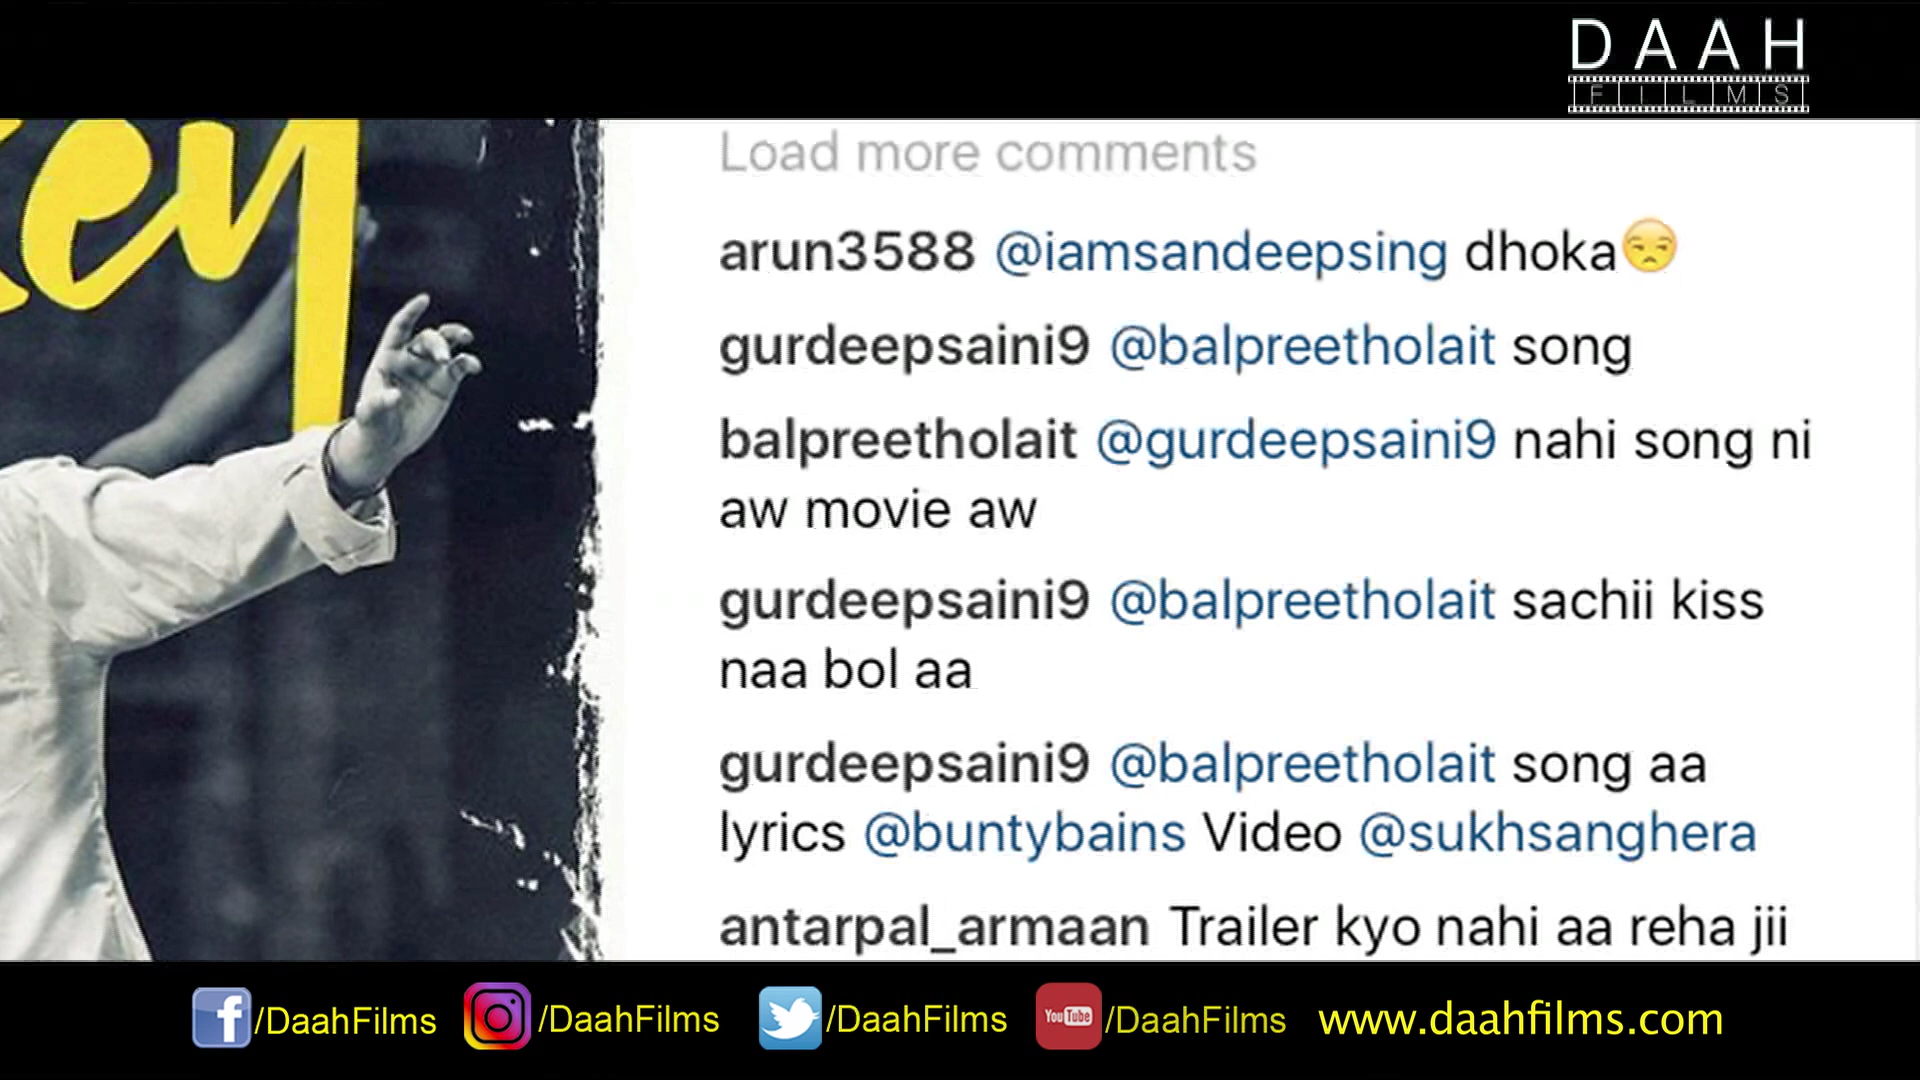 DAAH
FILMS
key
Load more comments
arun3588 @iamsandeepsing dhoka😒
gurdeepsaini9 @balpreetholait song
balpreetholait @gurdeepsaini9 nahi song ni
aw movie aw
gurdeepsaini9 @balpreetholait sachii kiss
naa bol aa
gurdeepsaini9 @balpreetholait song aa
lyrics @buntybains Video @sukhsanghera
antarpal_armaan Trailer kyo nahi aa reha jii
f/DaahFilms /DaahFilms /DaahFilms YouTube/DaahFilms www.daahfilms.com